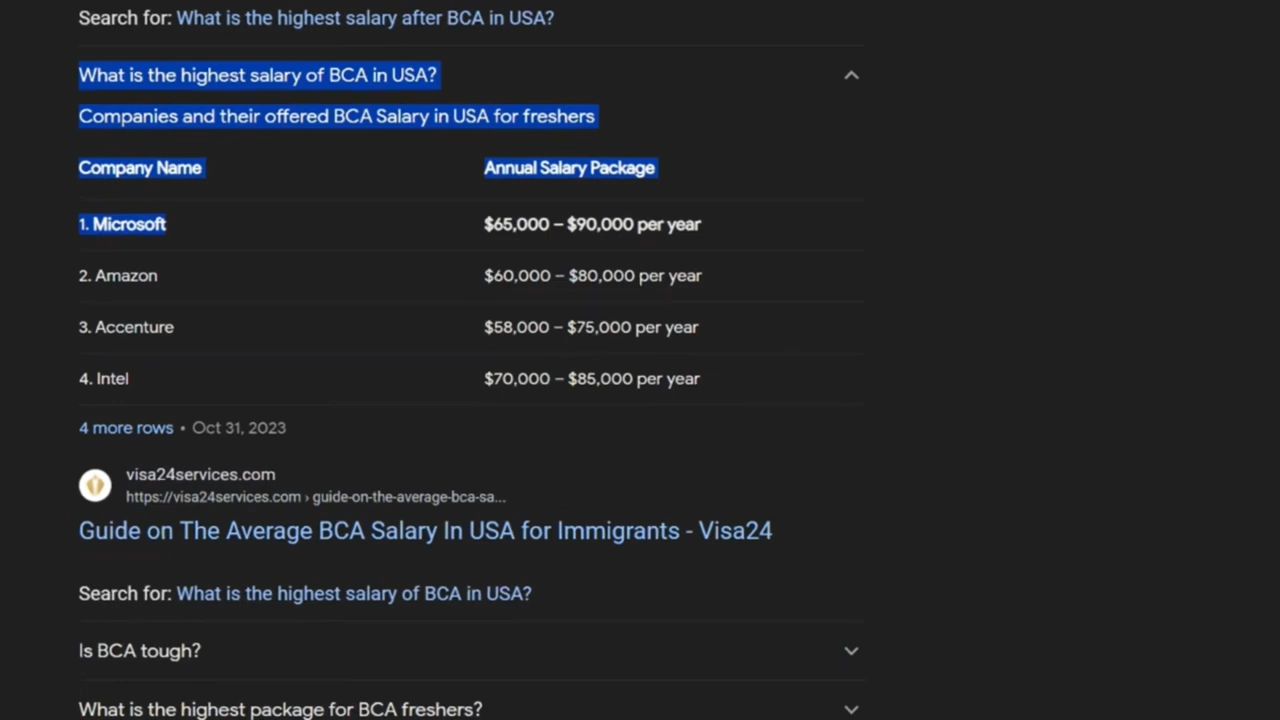 Search for: What is the highest salary after BCA in USA?
What is the highest salary of BCA in USA?
Companies and their offered BCA Salary in USA for freshers
Company Name Annual Salary Package
1. Microsoft $65,000 – $90,000 per year
2. Amazon $60,000 – $80,000 per year
3. Accenture $58,000 – $75,000 per year
4. Intel $70,000 – $85,000 per year
4 more rows • Oct 31, 2023
visa24services.com
https://visa24services.com › guide-on-the-average-bca-sa...
Guide on The Average BCA Salary In USA for Immigrants - Visa24
Search for: What is the highest salary of BCA in USA?
Is BCA tough?
What is the highest package for BCA freshers?